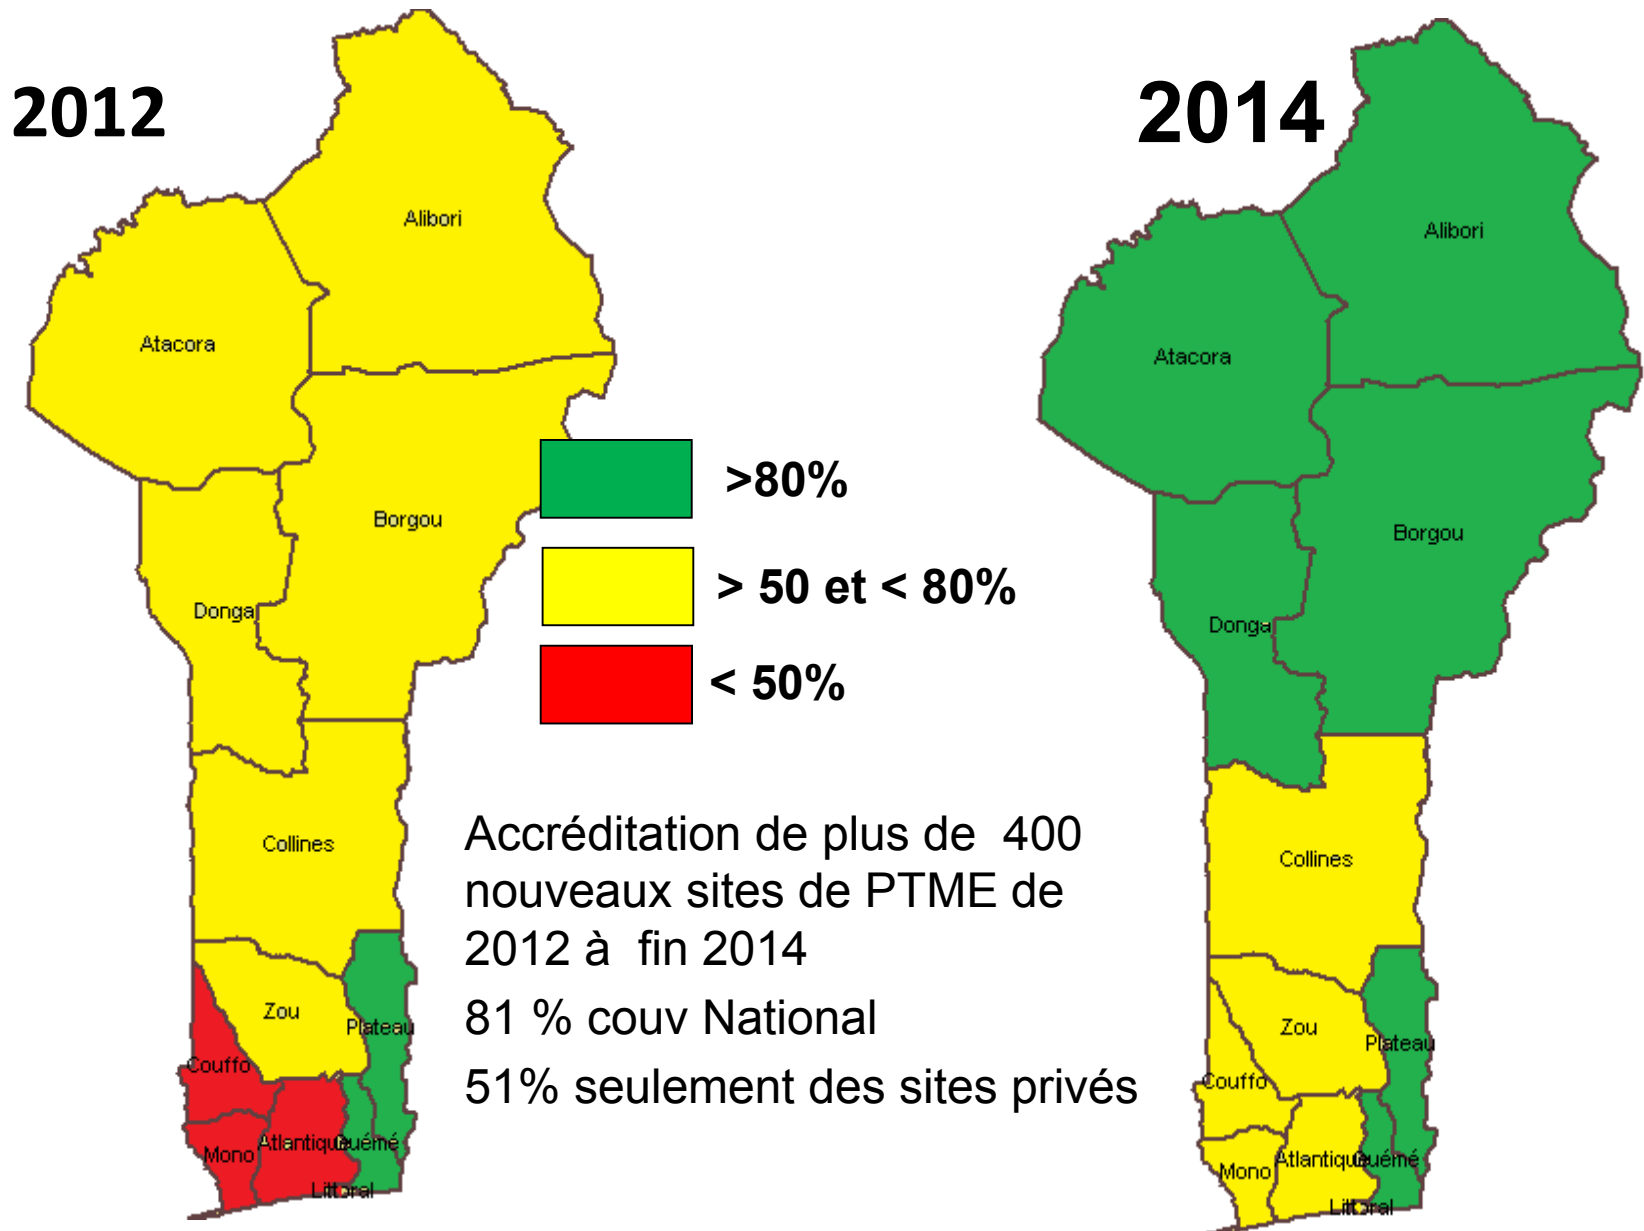 2012
Alibori
Atacora
Borgou
Donga
Collines
Zou
Plateau
Couffo
Mono
Atlantique
Ouémé
Littoral
>80%
> 50 et < 80%
< 50%
Accréditation de plus de 400
nouveaux sites de PTME de
2012 à fin 2014
81 % couv National
51% seulement des sites privés
2014
Alibori
Atacora
Borgou
Donga
Collines
Zou
Plateau
Couffo
Mono
Atlantique
Ouémé
Littoral